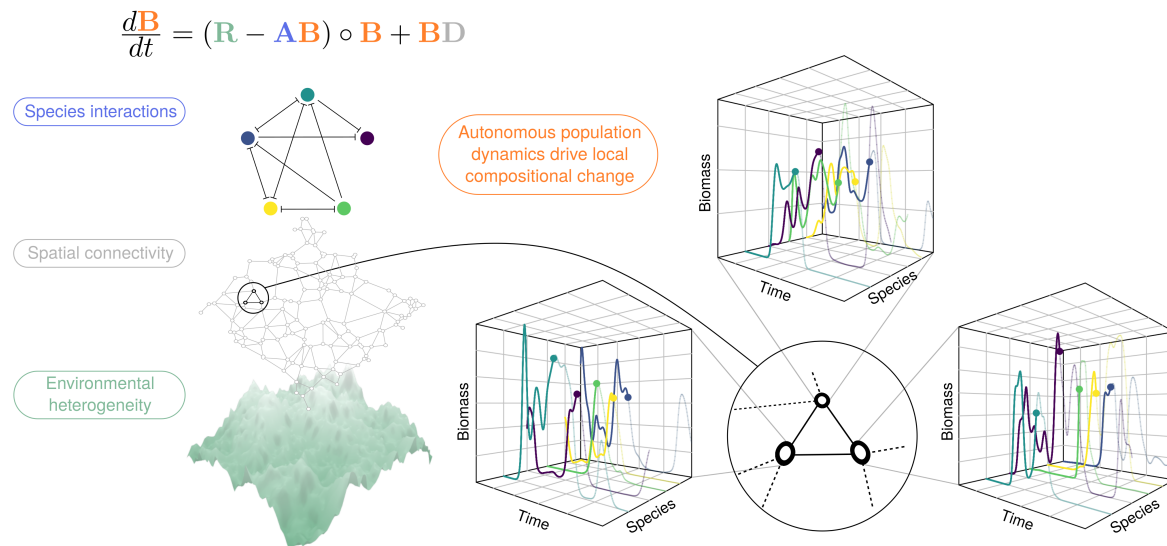 dB/dt = (R − AB) ∘ B + BD
Species interactions
Autonomous population
dynamics drive local
compositional change
Spatial connectivity
Environmental
heterogeneity
Biomass
Time
Species
Biomass
Time
Species
Biomass
Time
Species